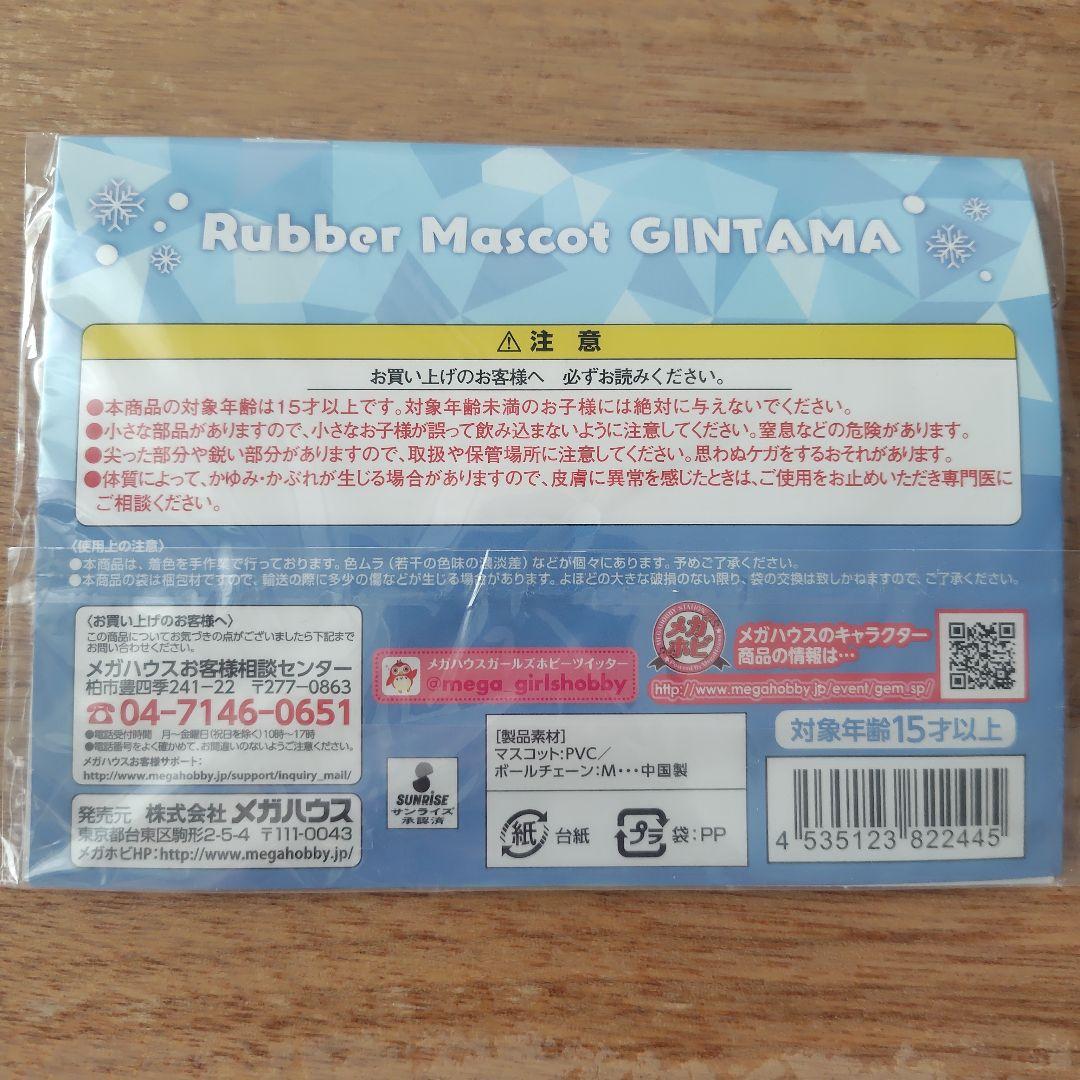 Rubber Mascot GINTAMA
⚠注意
お買い上げのお客様へ 必ずお読みください。
●本商品の対象年齢は15才以上です。対象年齢未満のお子様には絶対に与えないでください。
●小さな部品がありますので、小さなお子様が誤って飲み込まないように注意してください。窒息などの危険があります。
●尖った部分や鋭い部分がありますので、取扱や保管場所に注意してください。思わぬケガをするおそれがあります。
●体質によって、かゆみ・かぶれが生じる場合がありますので、皮膚に異常を感じたときは、ご使用をお止めいただき専門医に
ご相談ください。
〈使用上の注意〉
●本商品は、着色を手作業で行っております。色ムラ（若干の色味の濃淡差）などが個々にあります。予めご了承ください。
●本商品の袋は梱包材ですので、輸送の際に多少の傷などが生じる場合があります。よほどの大きな破損のない限り、袋の交換は致しかねますので、ご了承ください。
〈お買い上げのお客様へ〉
この商品についてお気づきの点がございましたら下記まで
お問い合わせください。
メガハウスお客様相談センター
柏市豊四季241-22 〒277-0863
☎04-7146-0651
●電話受付時間 月〜金曜日(祝日を除く)10時〜17時
●電話番号をよく確かめて、お間違いのないようご注意ください。
メガハウスお客様サポート：
http://www.megahobby.jp/support/inquiry_mail/
発売元 株式会社 メガハウス
東京都台東区駒形2-5-4 〒111-0043
メガホビHP：http://www.megahobby.jp/
メガハウスガールズホビーツイッター
@mega_girlshobby
SUNRISE
サンライズ
承認済
MEGAHOBBY STATION
メガ
ホビ
メガハウスのキャラクター
商品の情報は…
http://www.megahobby.jp/event/gem_sp/
[製品素材]
マスコット：PVC／
ボールチェーン：M・・・中国製
紙 台紙
プラ 袋：PP
対象年齢15才以上
4 535123 822445